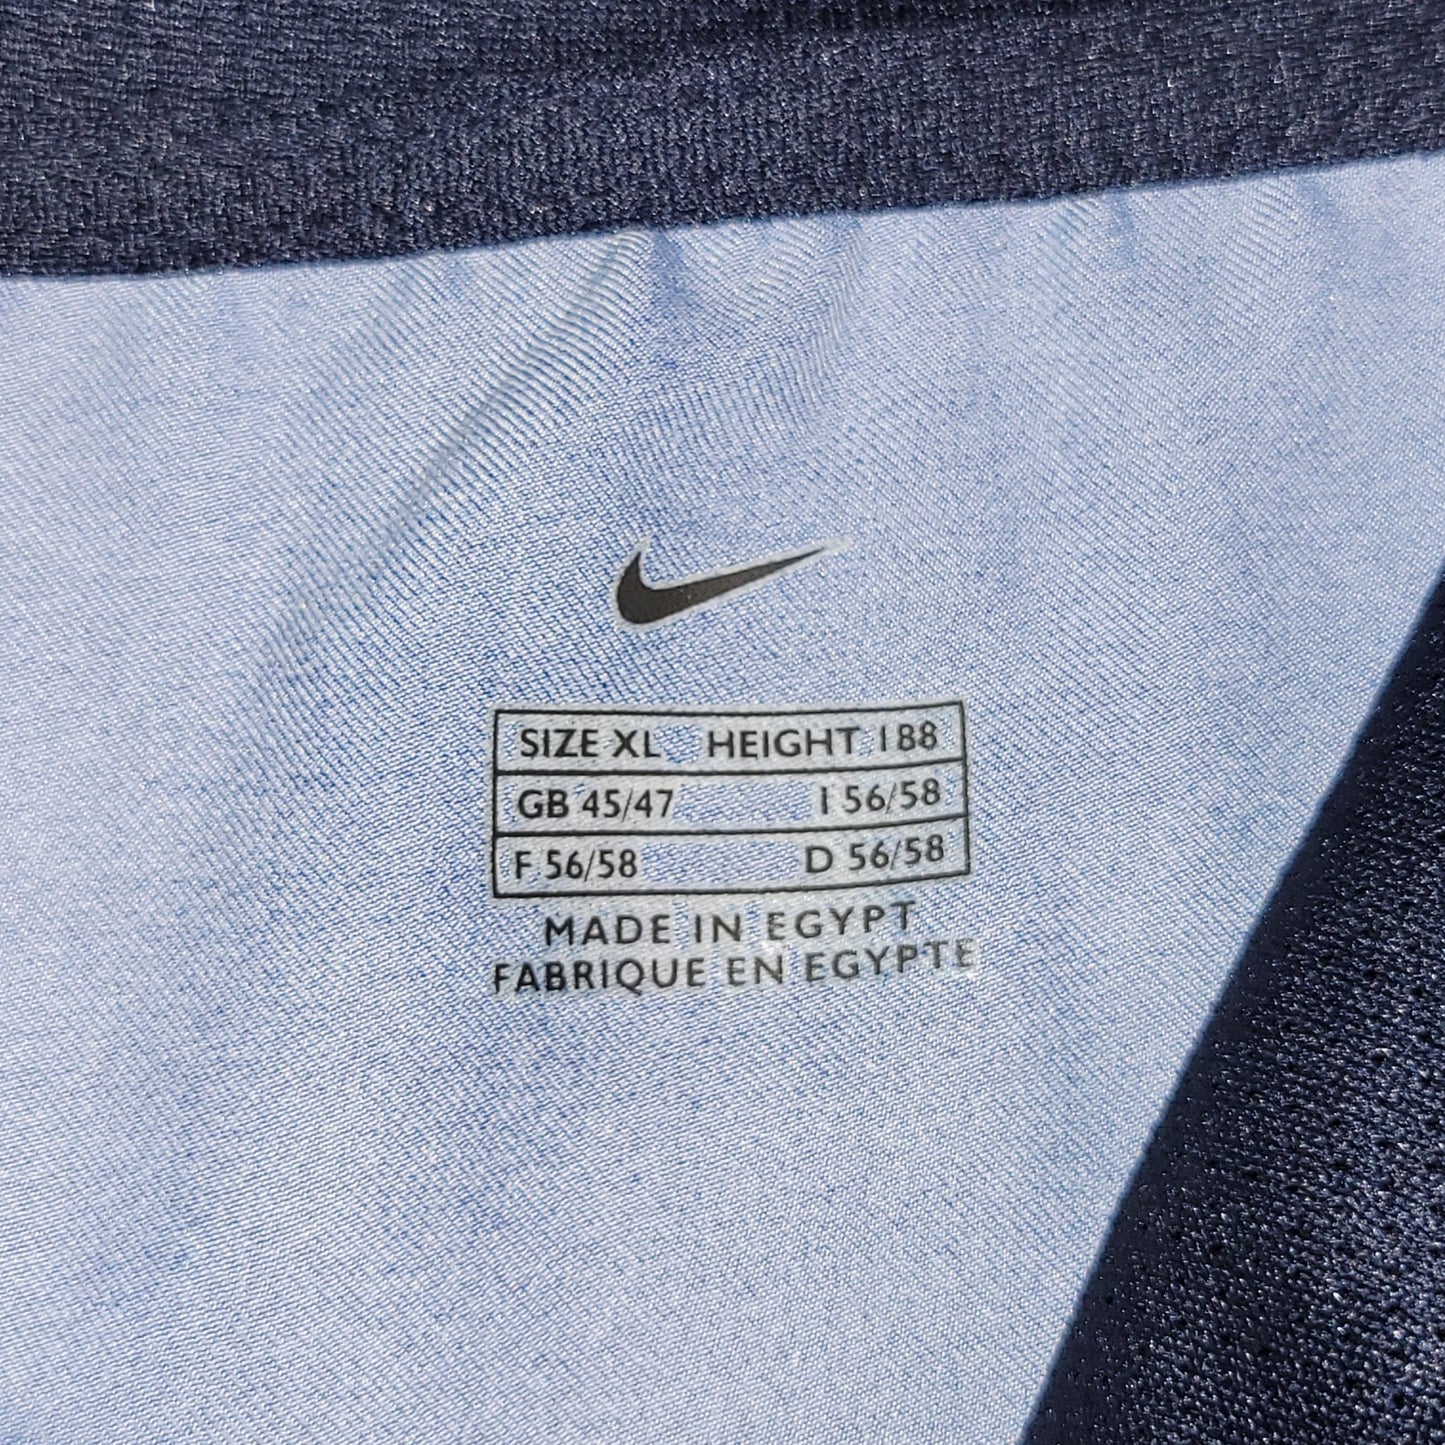 SIZE XL HEIGHT 188
GB 45/47 I 56/58
F 56/58 D 56/58
MADE IN EGYPT
FABRIQUE EN EGYPTE